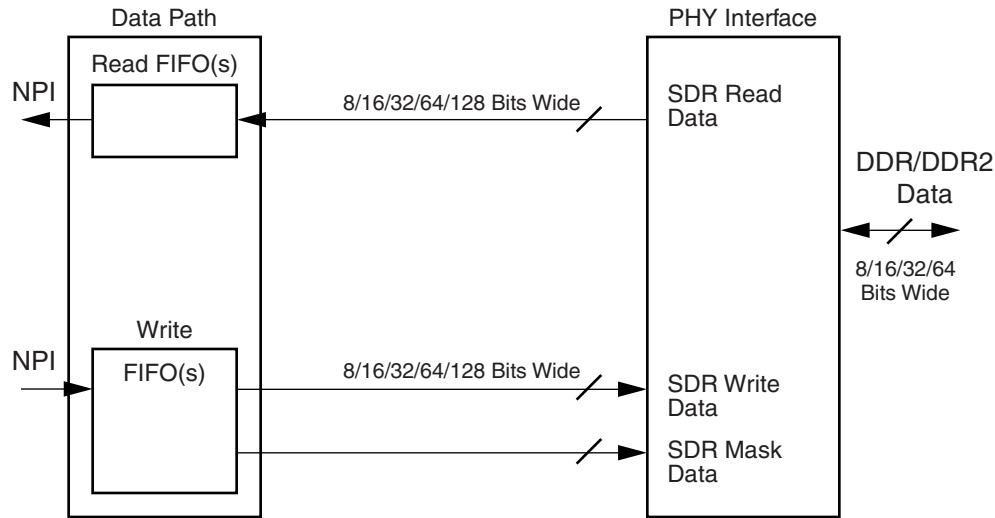 Data Path
PHY Interface
Read FIFO(s)
NPI
8/16/32/64/128 Bits Wide
SDR Read
Data
DDR/DDR2
Data
8/16/32/64
Bits Wide
Write
FIFO(s)
NPI
8/16/32/64/128 Bits Wide
SDR Write
Data
SDR Mask
Data